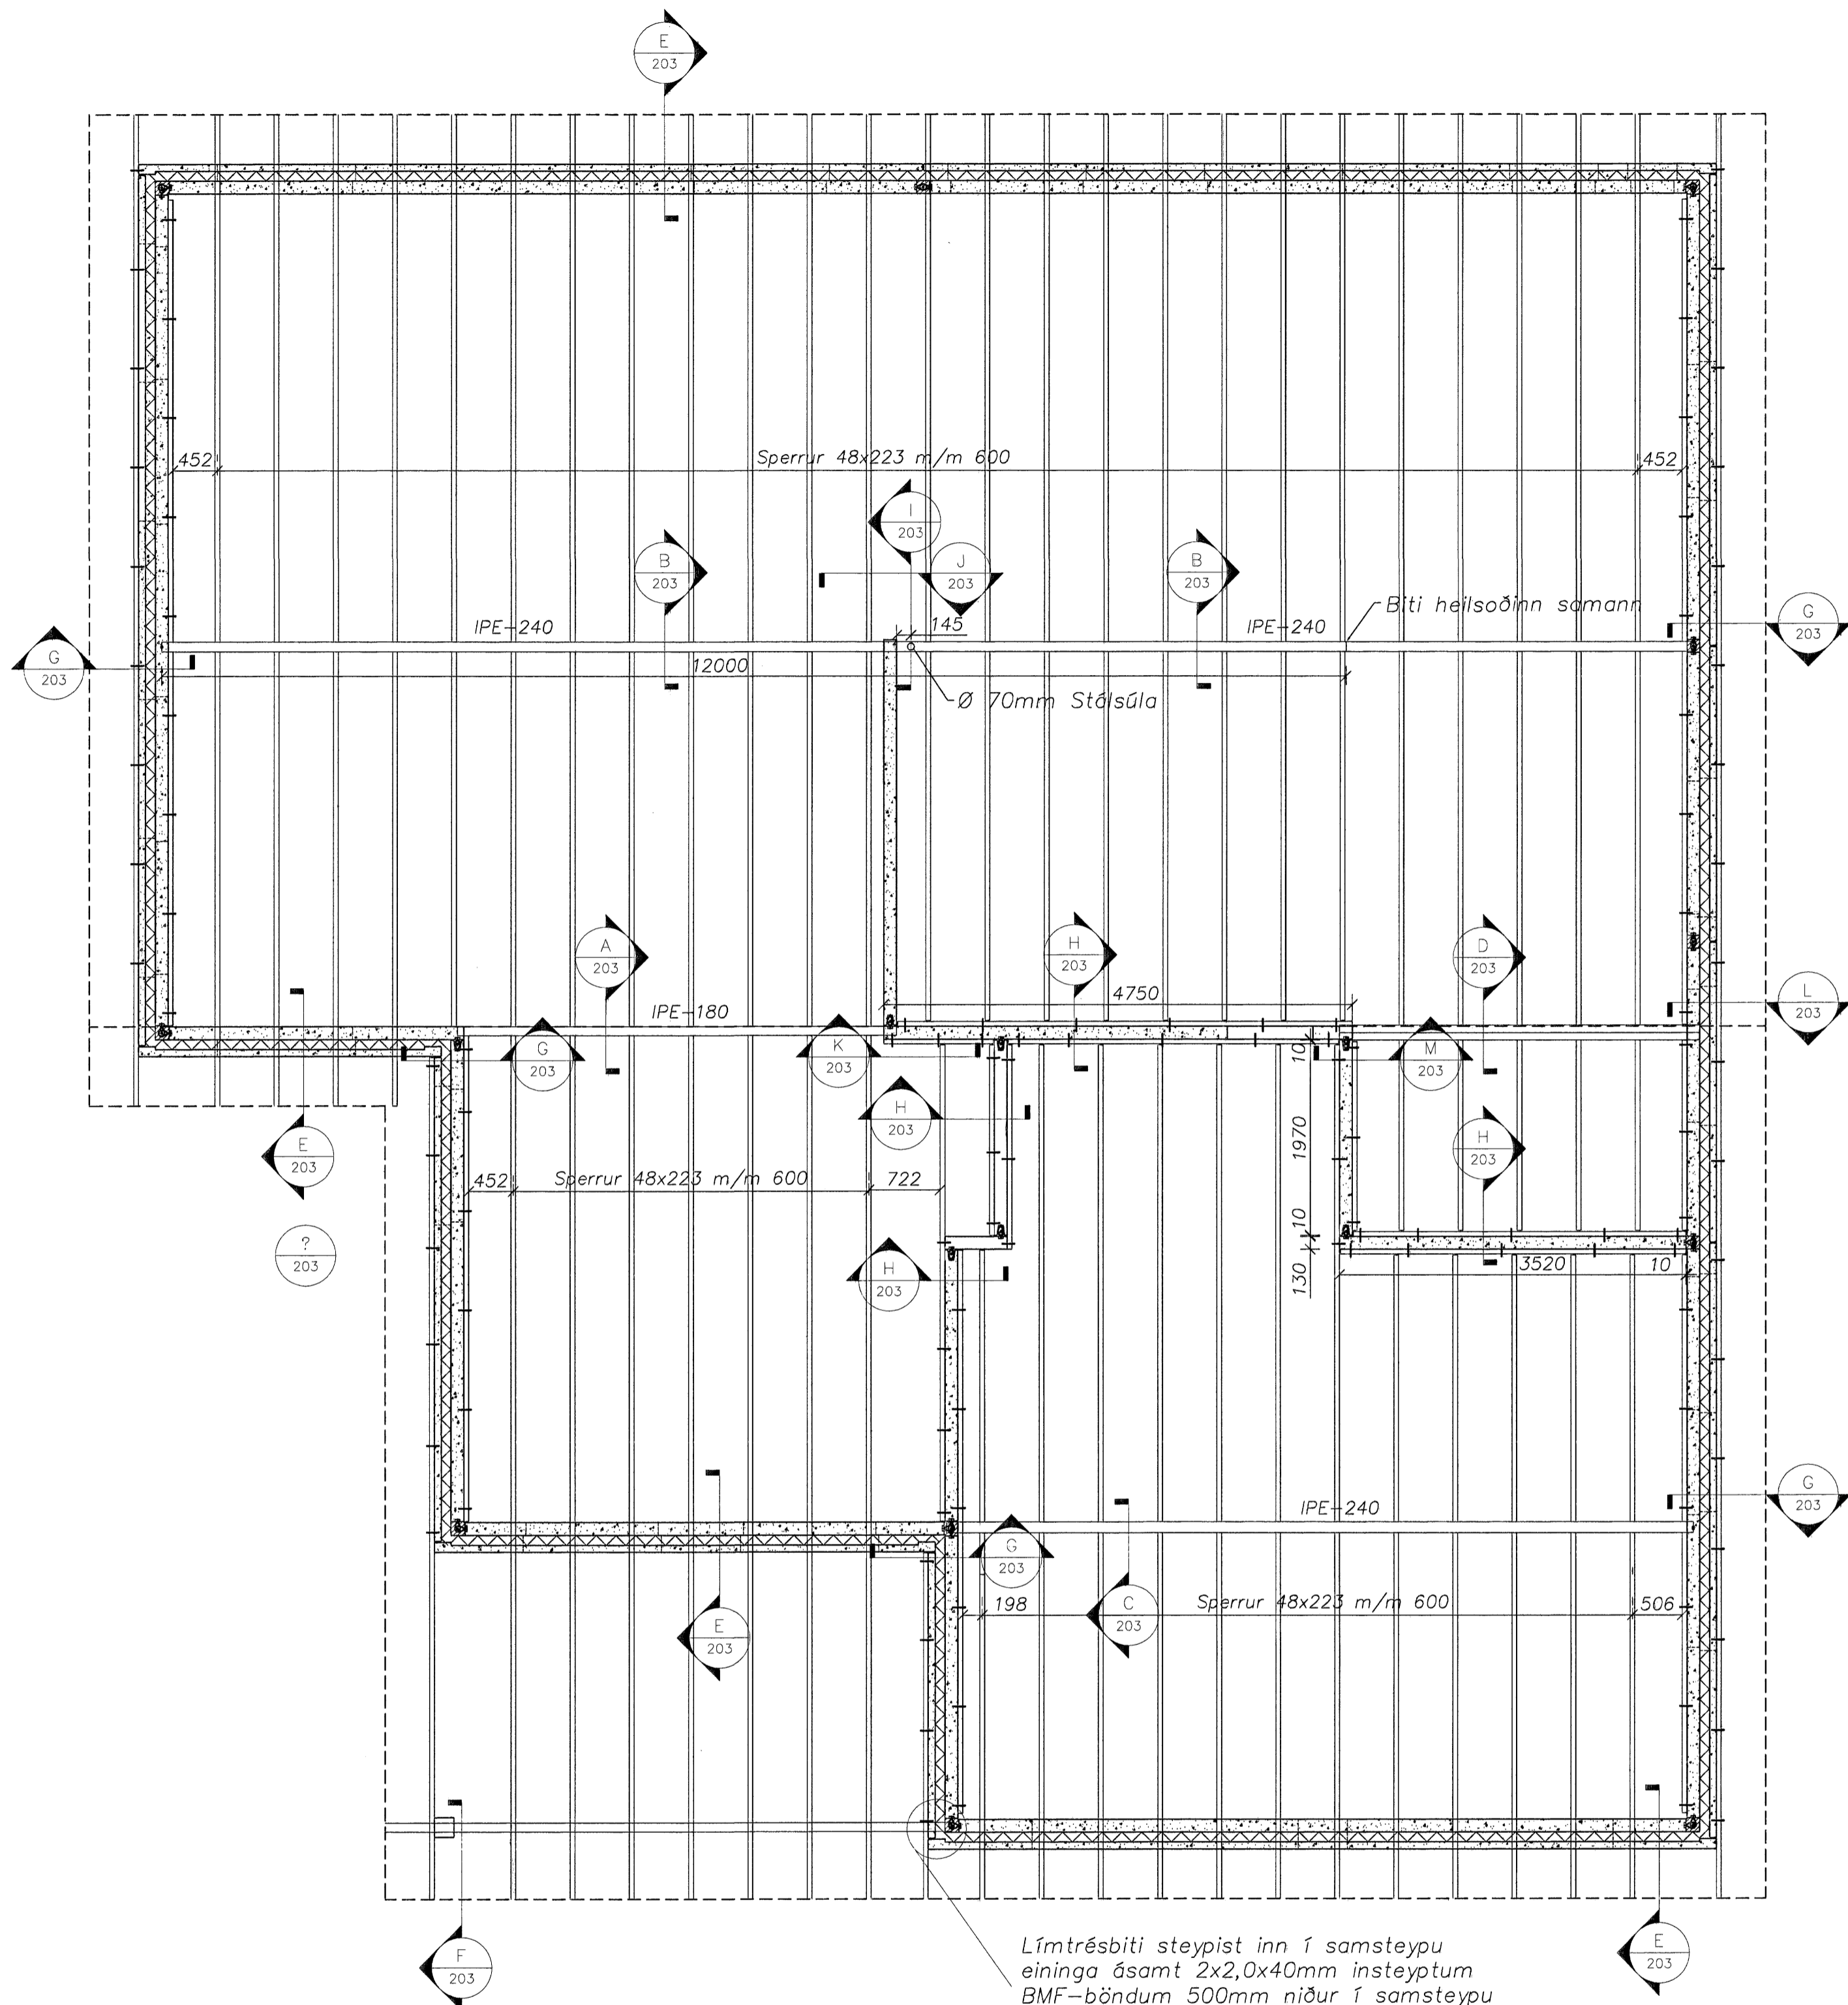 E
203
452
Sperrur 48x223 m/m 600
452
I
203
B
203
J
203
B
203
Biti heilsoðinn samann
G
203
IPE-240
145
IPE-240
G
203
12000
Ø 70mm Stálsúla
A
203
H
203
D
203
4750
L
203
IPE-180
G
203
K
203
10
M
203
H
203
1970
E
203
H
203
452
Sperrur 48x223 m/m 600
722
10
?
203
H
203
130
3520
10
IPE-240
G
203
G
203
198
C
203
Sperrur 48x223 m/m 600
506
E
203
Límtrésbiti steypist inn í samsteypu
eininga ásamt 2x2,0x40mm insteyptum
BMF-böndum 500mm niður í samsteypu
F
203
E
203